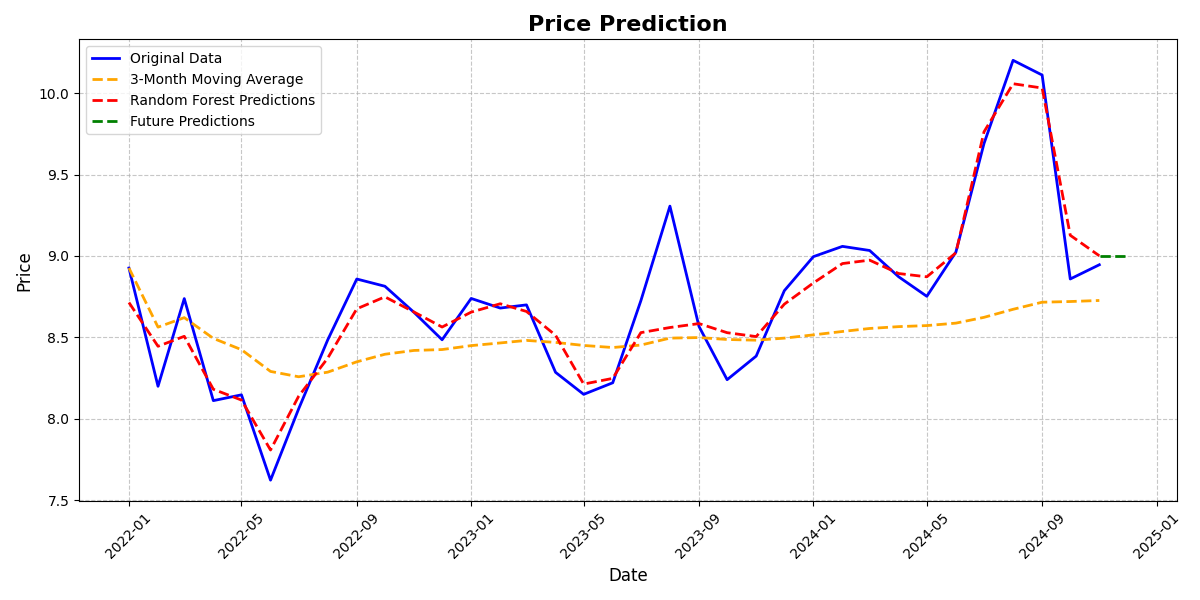 Price Prediction
Original Data
3-Month Moving Average
Random Forest Predictions
Future Predictions
Price
10.0
9.5
9.0
8.5
8.0
7.5
2022-01
2022-05
2022-09
2023-01
2023-05
2023-09
2024-01
2024-05
2024-09
2025-01
Date